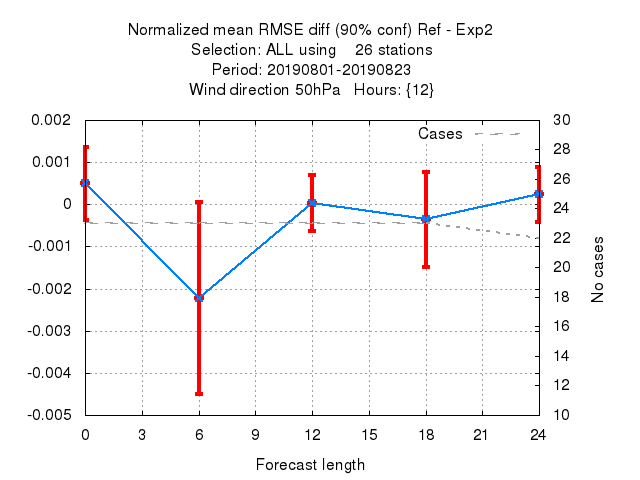 Normalized mean RMSE diff (90% conf) Ref - Exp2
Selection: ALL using    26 stations
Period: 20190801-20190823
Wind direction 50hPa   Hours: {12}
Cases
0.002
0.001
0
-0.001
-0.002
-0.003
-0.004
-0.005
30
28
26
24
22
20
18
16
14
12
10
No cases
0 3 6 9 12 15 18 21 24
Forecast length